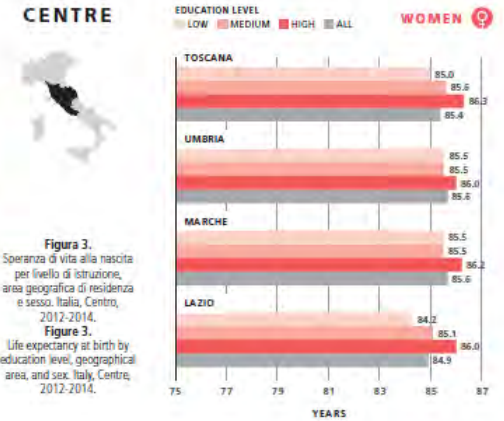 CENTRE
EDUCATION LEVEL
LOW MEDIUM HIGH ALL
WOMEN
TOSCANA
85.0
85.6
86.3
85.4
UMBRIA
85.5
85.5
86.0
85.6
MARCHE
85.5
85.5
86.2
85.6
LAZIO
84.2
85.1
86.0
84.9
75 77 79 81 83 85 87
YEARS
Figura 3.
Speranza di vita alla nascita
per livello di istruzione,
area geografica di residenza
e sesso. Italia, Centro,
2012-2014.
Figure 3.
Life expectancy at birth by
education level, geographical
area, and sex. Italy, Centre,
2012-2014.